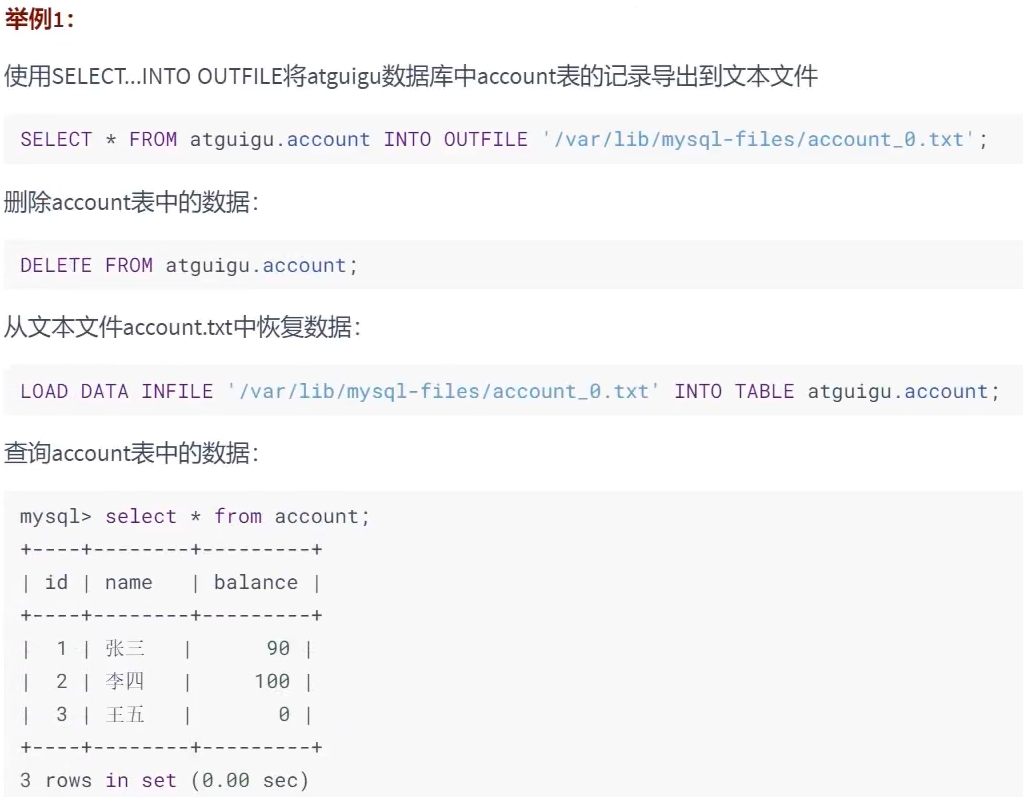 举例1：
使用SELECT...INTO OUTFILE将atguigu数据库中account表的记录导出到文本文件
SELECT * FROM atguigu.account INTO OUTFILE '/var/lib/mysql-files/account_0.txt';
删除account表中的数据：
DELETE FROM atguigu.account;
从文本文件account.txt中恢复数据：
LOAD DATA INFILE '/var/lib/mysql-files/account_0.txt' INTO TABLE atguigu.account;
查询account表中的数据：
mysql> select * from account;
+----+--------+---------+
| id | name   | balance |
+----+--------+---------+
|  1 | 张三   |      90 |
|  2 | 李四   |     100 |
|  3 | 王五   |       0 |
+----+--------+---------+
3 rows in set (0.00 sec)